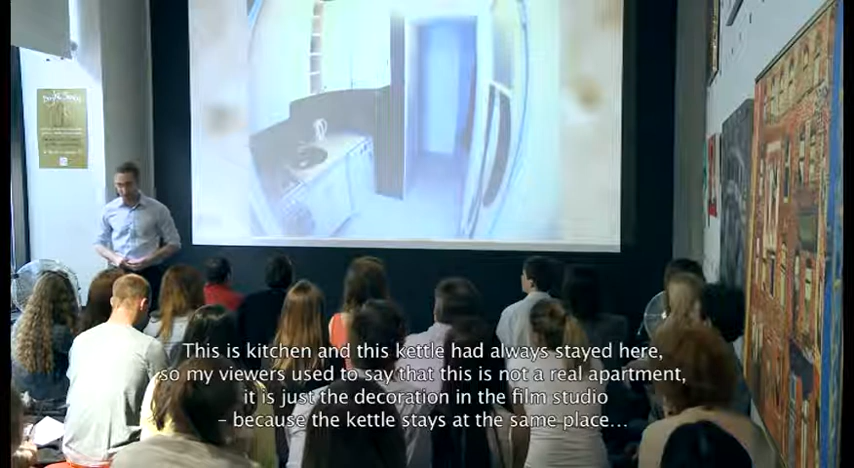 This is kitchen and this kettle had always stayed here,
so my viewers used to say that this is not a real apartment,
it is just the decoration in the film studio
– because the kettle stays at the same place...